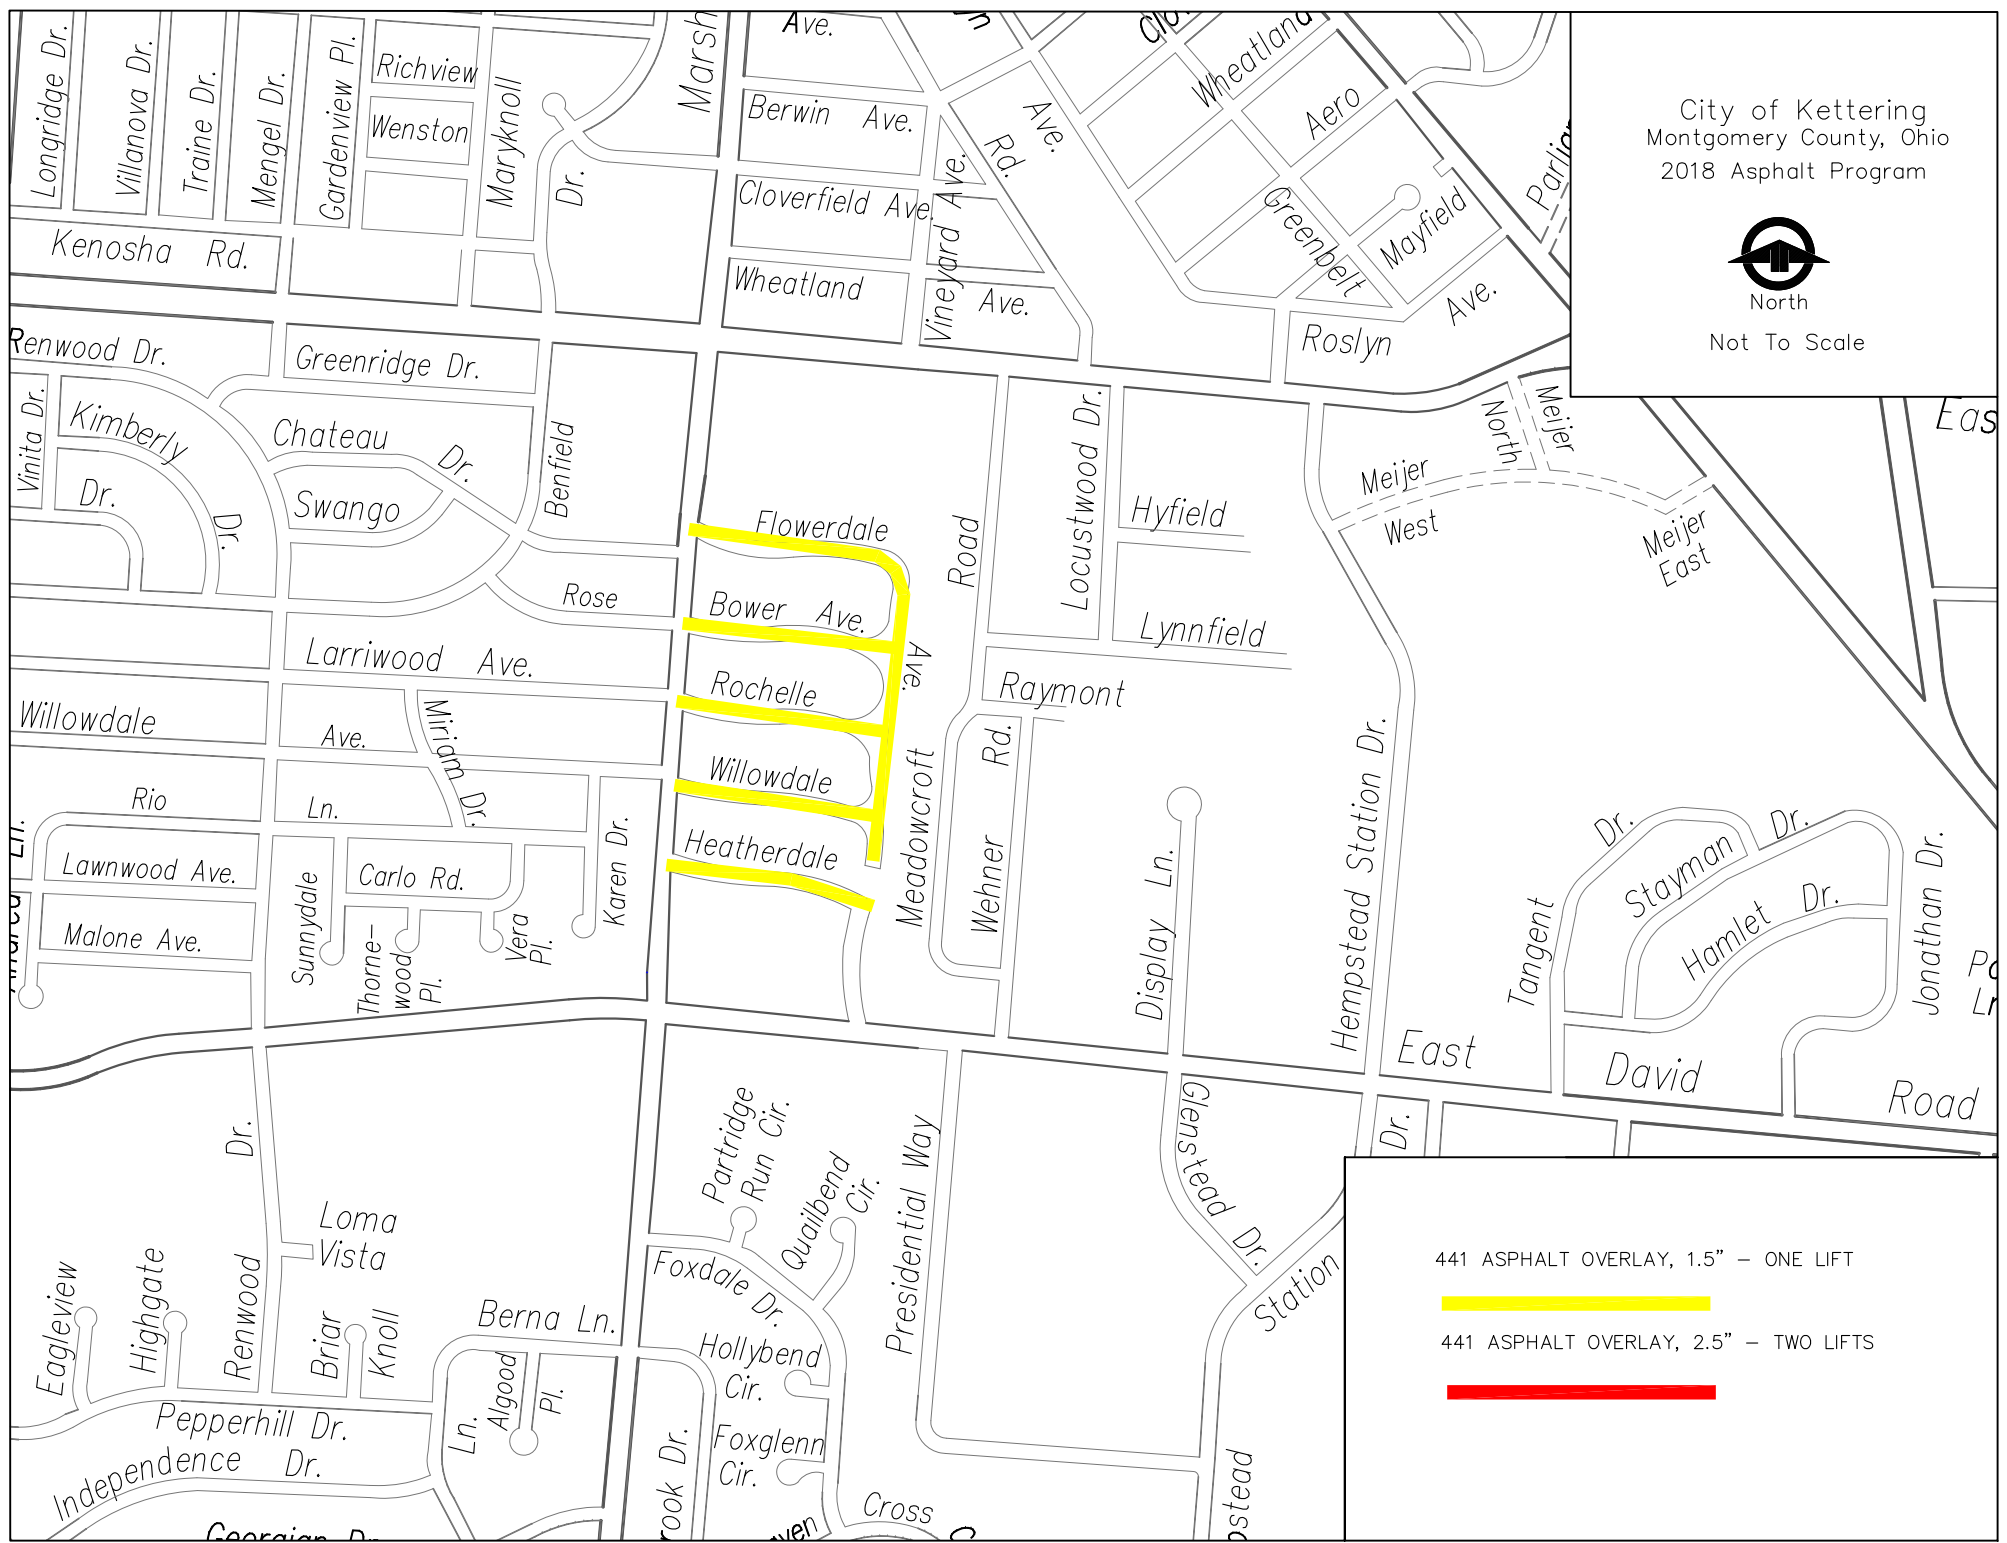 City of Kettering
Montgomery County, Ohio
2018 Asphalt Program
North
Not To Scale
Longridge Dr.
Villanova Dr.
Traine Dr.
Mengel Dr.
Gardenview Pl.
Richview
Wenston
Maryknoll
Dr.
Marsh
Ave.
Berwin Ave.
Cloverfield Ave.
Wheatland
Ave.
Vineyard Ave.
Rd.
Ave.
Wheatland
Aero
Greenbelt
Mayfield
Roslyn
Ave.
Kenosha Rd.
Renwood Dr.
Greenridge Dr.
Vinita Dr.
Kimberly
Dr.
Dr.
Chateau
Dr.
Swango
Benfield
Rose
Larriwood Ave.
Willowdale
Ave.
Miriam Dr.
Rio
Ln.
Ln.
Lawnwood Ave.
Malone Ave.
Carlo Rd.
Sunnydale
Thorne-
wood
Pl.
Vera
Pl.
Karen Dr.
Flowerdale
Bower Ave.
Ave.
Rochelle
Willowdale
Heatherdale
Meadowcroft
Road
Locustwood Dr.
Hyfield
Lynnfield
Raymont
Wehner Rd.
Display Ln.
Hempstead Station Dr.
Meijer
West
Meijer
North
Meijer
East
Eas
Tangent
Dr.
Stayman
Dr.
Hamlet Dr.
Jonathan Dr.
East
David
Road
Dr.
Renwood
Loma
Vista
Eagleview
Highgate
Briar
Knoll
Pepperhill Dr.
Independence Dr.
Berna Ln.
Ln.
Algood
Pl.
Partridge
Run Cir.
Quailbend
Cir.
Foxdale Dr.
Hollybend
Cir.
Foxglenn
Cir.
Cross
Presidential Way
Glenstead Dr.
Station
Dr.
441 ASPHALT OVERLAY, 1.5” – ONE LIFT
441 ASPHALT OVERLAY, 2.5” – TWO LIFTS